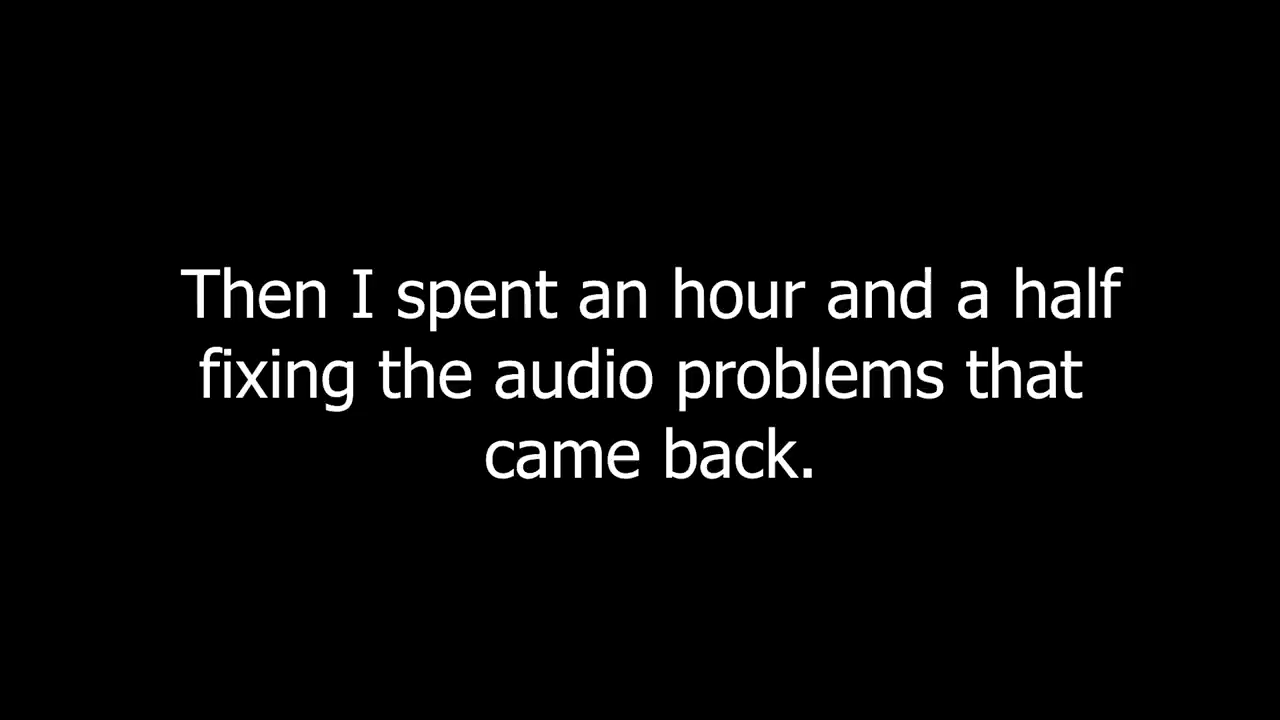 Then I spent an hour and a half
fixing the audio problems that
came back.